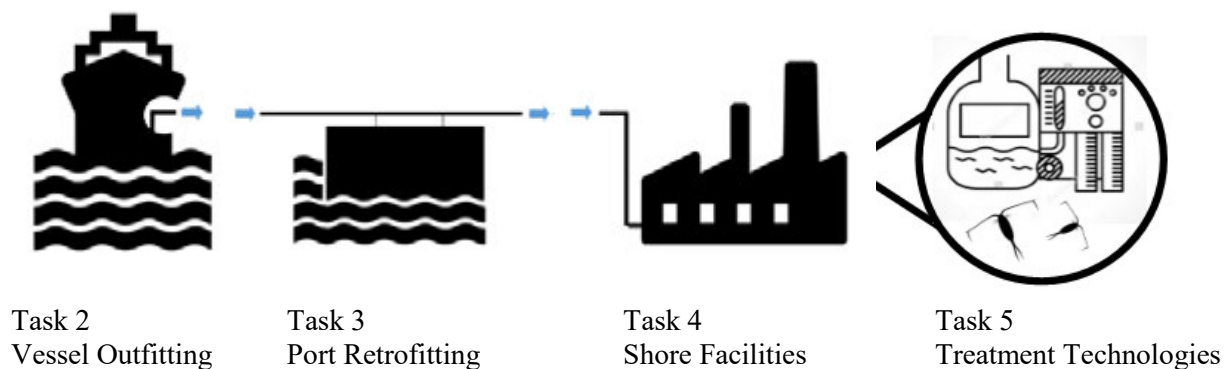 Task 2
Vessel Outfitting
Task 3
Port Retrofitting
Task 4
Shore Facilities
Task 5
Treatment Technologies